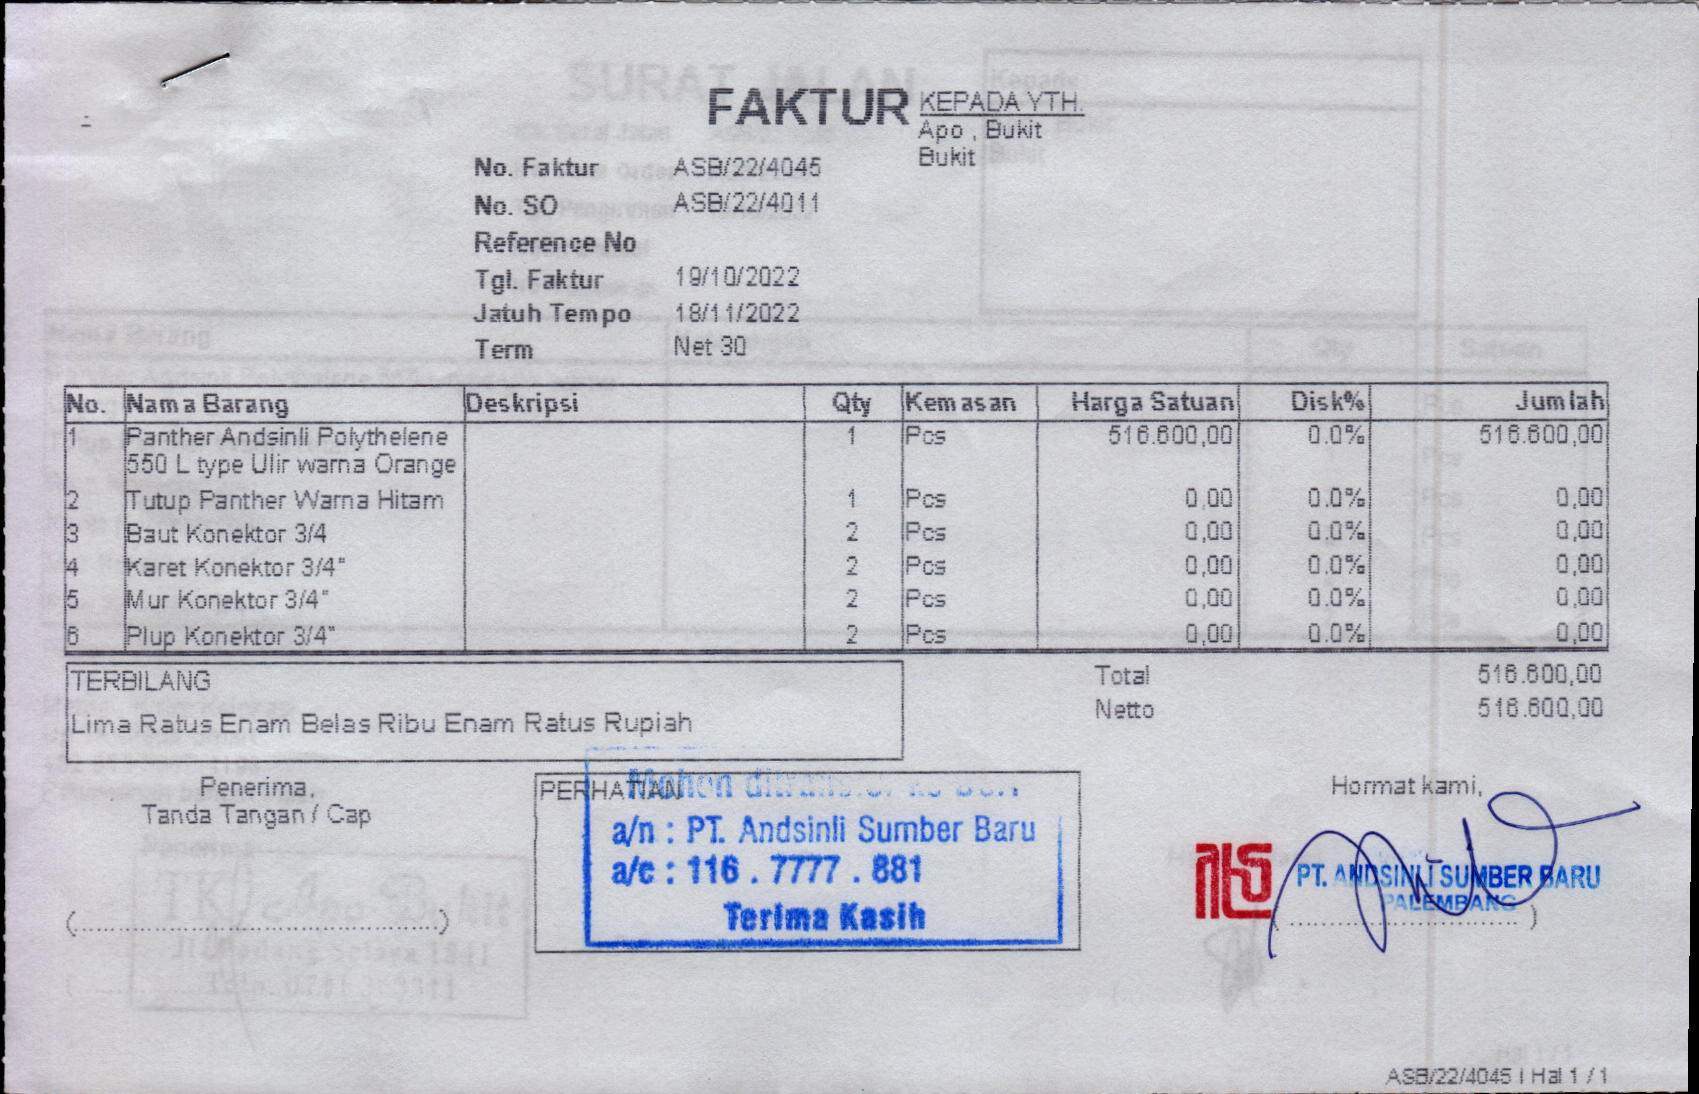 FAKTUR
KEPADA YTH.
Apo , Bukit
Bukit
No. Faktur ASB/22/4045
No. SO ASB/22/4011
Reference No
Tgl. Faktur 19/10/2022
Jatuh Tempo 18/11/2022
Term Net 30
No. Nama Barang Deskripsi Qty Kemasan Harga Satuan Disk% Jumlah
1 Panther Andsinli Polythelene 1 Pcs 516.600,00 0.0% 516.600,00
550 L type Ulir warna Orange
2 Tutup Panther Warna Hitam 1 Pcs 0,00 0.0% 0,00
3 Baut Konektor 3/4 2 Pcs 0,00 0.0% 0,00
4 Karet Konektor 3/4" 2 Pcs 0,00 0.0% 0,00
5 Mur Konektor 3/4" 2 Pcs 0,00 0.0% 0,00
6 Plup Konektor 3/4" 2 Pcs 0,00 0.0% 0,00
TERBILANG
Lima Ratus Enam Belas Ribu Enam Ratus Rupiah
Total 516.600,00
Netto 516.600,00
Penerima,
Tanda Tangan / Cap
(........................................)
PERHATIAN
Mohon ditransfer ke
a/n : PT. Andsinli Sumber Baru
a/c : 116 . 7777 . 881
Terima Kasih
Hormat kami,
PT. ANDSINLI SUMBER BARU
PALEMBANG
(..............................)
ASB/22/4045 | Hal 1 / 1